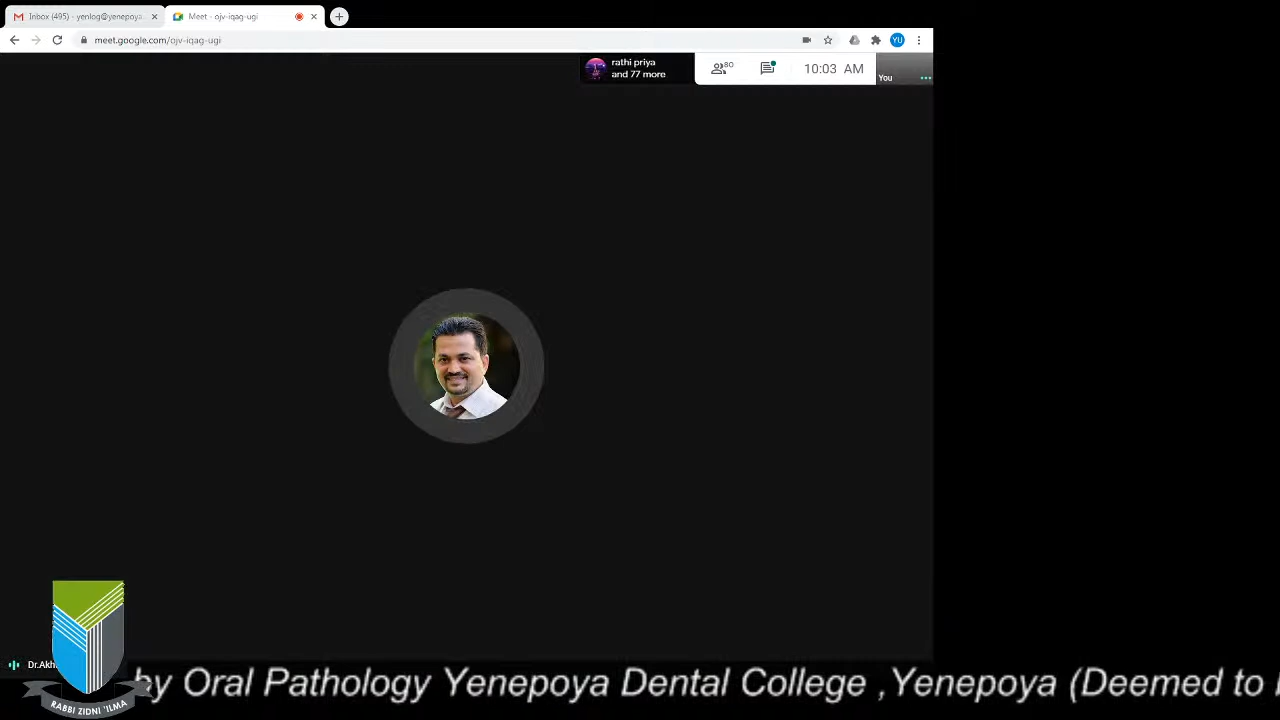 Inbox (495) - yenlog@yenepoya...
Meet - ojv-iqag-ugi
meet.google.com/ojv-iqag-ugi
YU
rathi priya
and 77 more
80
10:03 AM
You
Dr.Akh
by Oral Pathology Yenepoya Dental College ,Yenepoya (Deemed to
RABBI ZIDNI 'ILMA